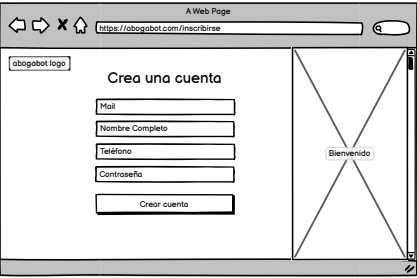 A Web Page
https://abogabot.com/inscribirse
abogabot logo
Crea una cuenta
Mail
Nombre Completo
Teléfono
Contraseña
Crear cuenta
Bienvenido